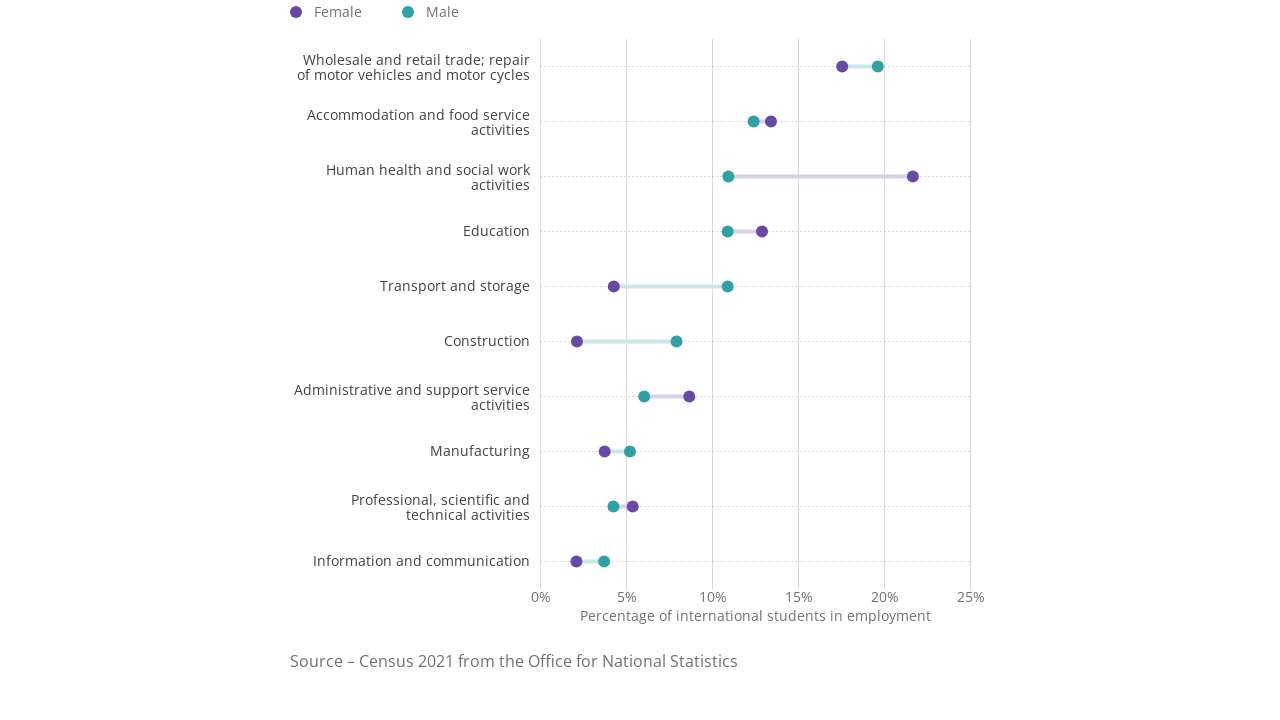 Female Male
Wholesale and retail trade; repair
of motor vehicles and motor cycles
Accommodation and food service
activities
Human health and social work
activities
Education
Transport and storage
Construction
Administrative and support service
activities
Manufacturing
Professional, scientific and
technical activities
Information and communication
0% 5% 10% 15% 20% 25%
Percentage of international students in employment
Source – Census 2021 from the Office for National Statistics